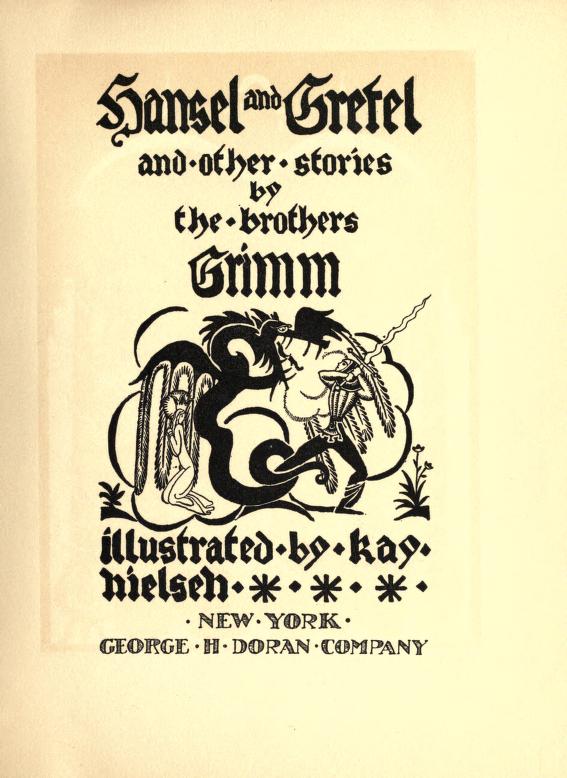 Hansel and Gretel
and·other·stories
by
the·brothers
Grimm
illustrated·by·kay·
nielsen·*·*·*·
·NEW·YORK·
GEORGE·H·DORAN·COMPANY